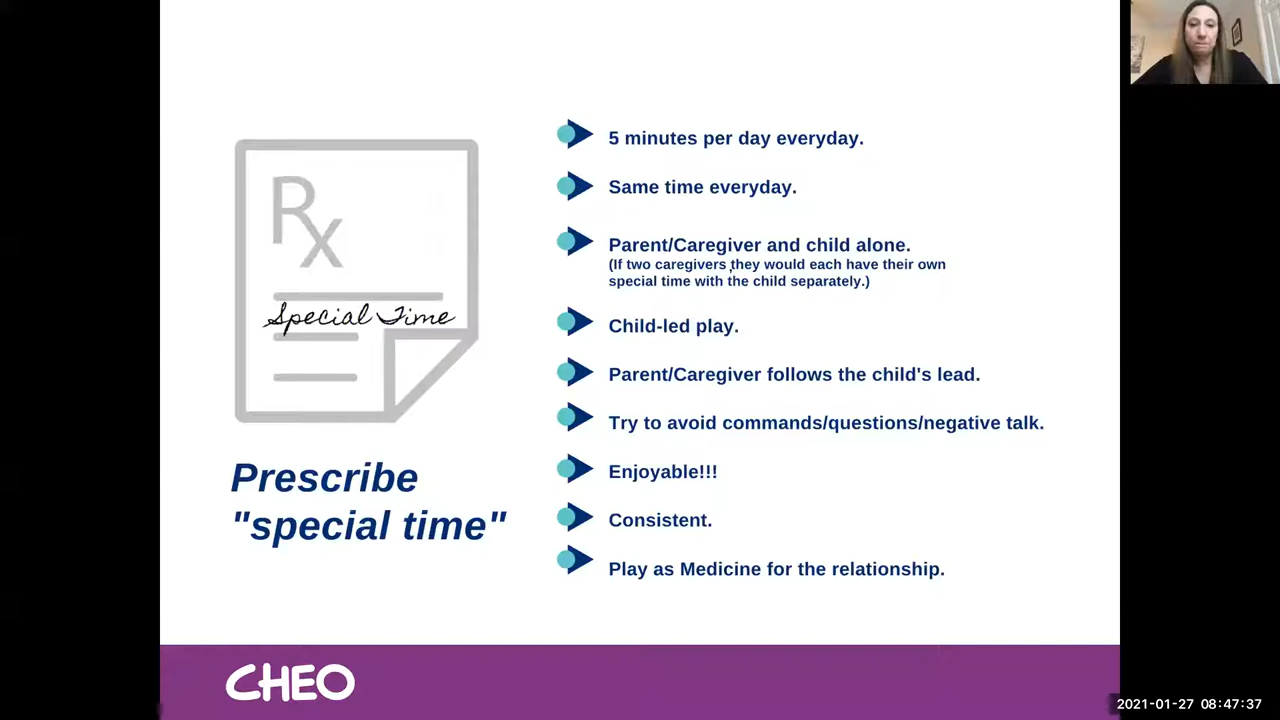 Rx
Special Time
Prescribe
"special time"
5 minutes per day everyday.
Same time everyday.
Parent/Caregiver and child alone.
(If two caregivers,they would each have their own
special time with the child separately.)
Child-led play.
Parent/Caregiver follows the child's lead.
Try to avoid commands/questions/negative talk.
Enjoyable!!!
Consistent.
Play as Medicine for the relationship.
CHEO
2021-01-27 08:47:37